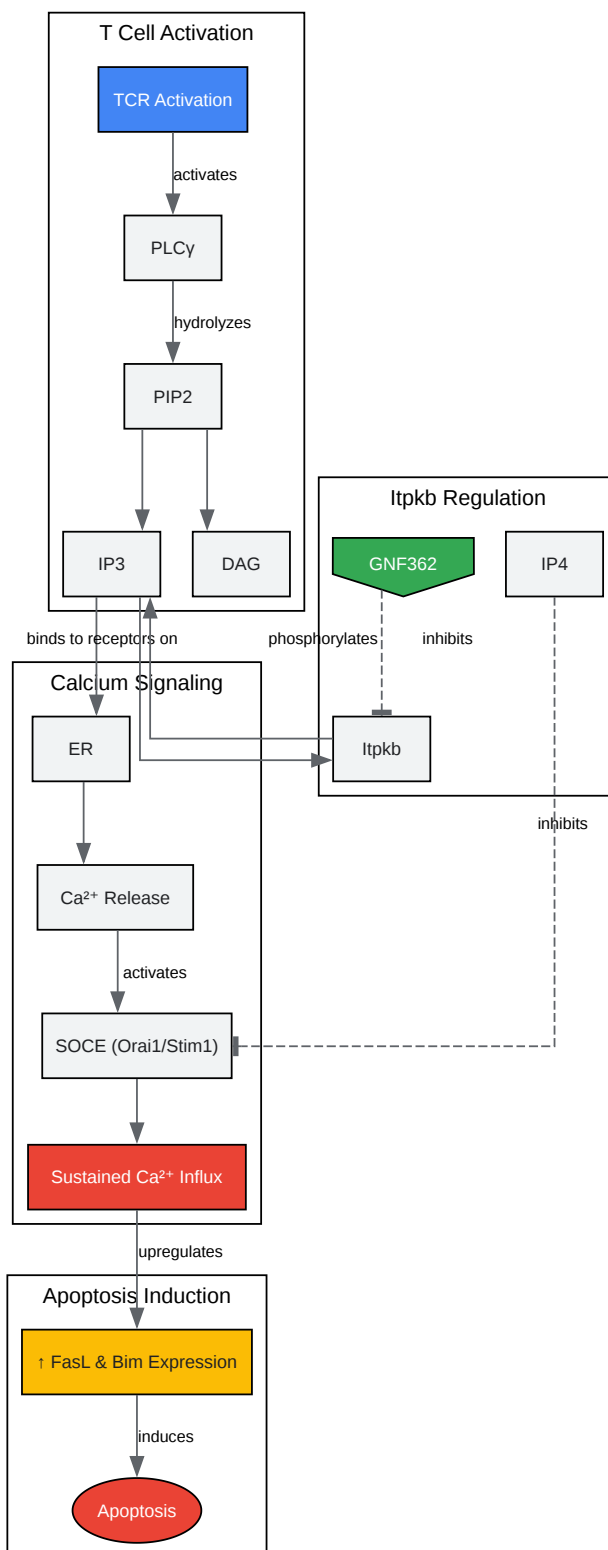 T Cell Activation
TCR Activation
activates
PLCγ
hydrolyzes
PIP2
IP3
DAG
Itpkb Regulation
GNF362
IP4
binds to receptors on
phosphorylates
inhibits
Calcium Signaling
ER
Itpkb
inhibits
Ca²⁺ Release
activates
SOCE (Orai1/Stim1)
Sustained Ca²⁺ Influx
upregulates
Apoptosis Induction
↑ FasL & Bim Expression
induces
Apoptosis